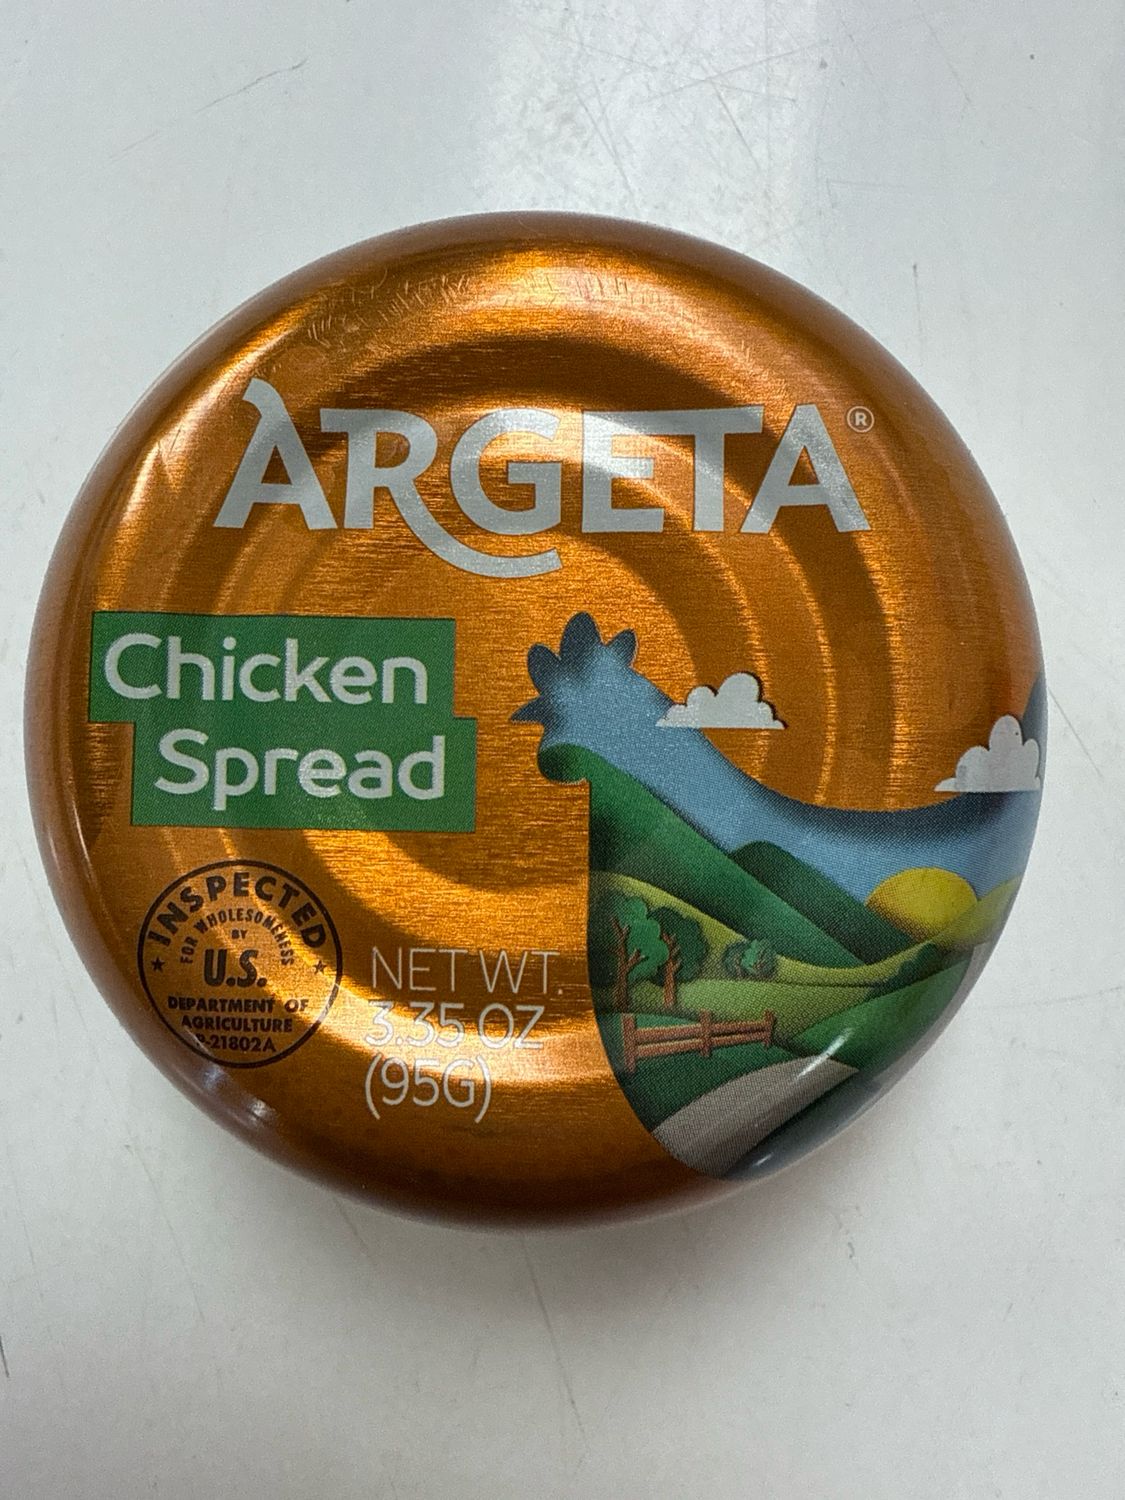 ARGETA®
Chicken
Spread
INSPECTED
FOR WHOLESOMENESS
BY
U.S.
DEPARTMENT OF
AGRICULTURE
P-21802A
NET WT.
3.35 OZ
(95G)